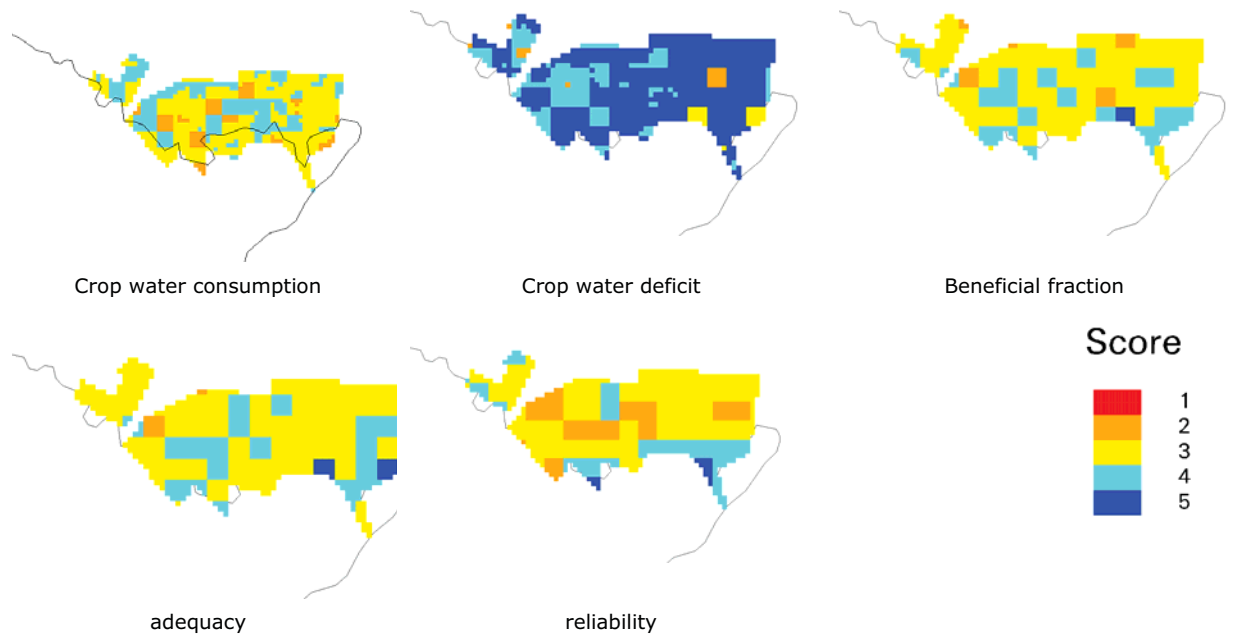 Crop water consumption
Crop water deficit
Beneficial fraction
Score
1
2
3
4
5
adequacy
reliability